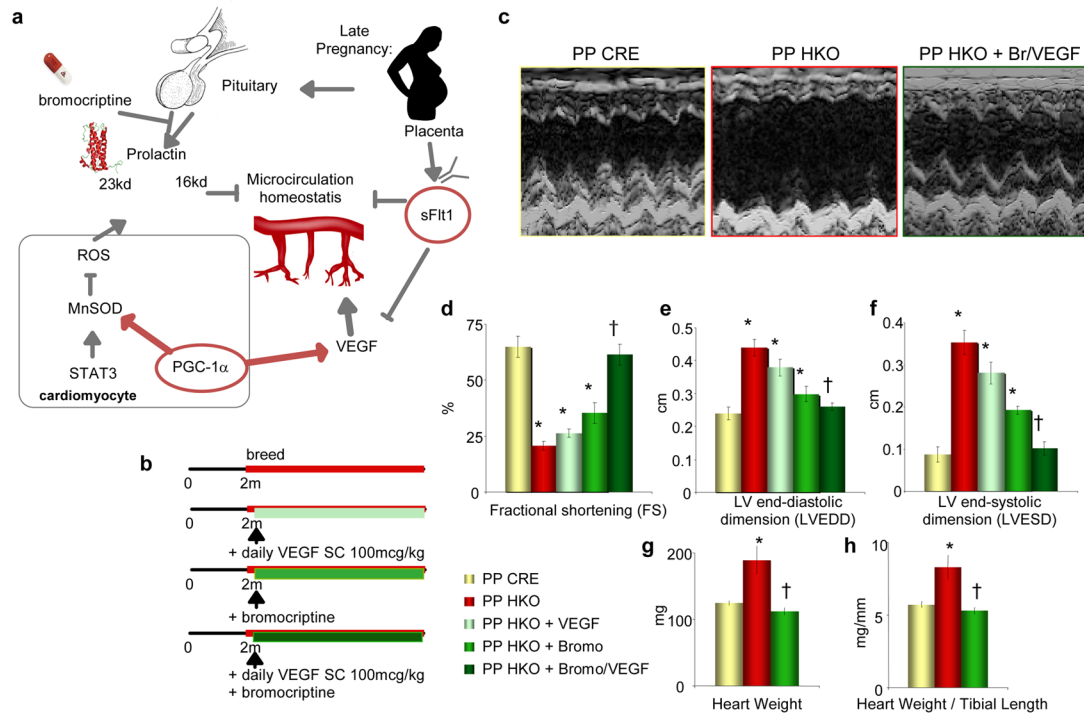 a
Late
Pregnancy:
Pituitary
bromocriptine
Placenta
Prolactin
23kd
16kd
Microcirculation
homeostatis
sFlt1
ROS
MnSOD
VEGF
PGC-1α
STAT3
cardiomyocyte
b
breed
0
2m
0
2m
+ daily VEGF SC 100mcg/kg
0
2m
+ bromocriptine
0
2m
+ daily VEGF SC 100mcg/kg
+ bromocriptine
c
PP CRE
PP HKO
PP HKO + Br/VEGF
d
75
50
25
0
%
*
*
*
†
Fractional shortening (FS)
e
0.5
0.4
0.3
0.2
0.1
0
cm
*
*
*
†
LV end-diastolic
dimension (LVEDD)
f
0.4
0.3
0.2
0.1
0
cm
*
*
*
†
LV end-systolic
dimension (LVESD)
PP CRE
PP HKO
PP HKO + VEGF
PP HKO + Bromo
PP HKO + Bromo/VEGF
g
200
100
0
mg
*
†
Heart Weight
h
10
5
0
mg/mm
*
†
Heart Weight / Tibial Length